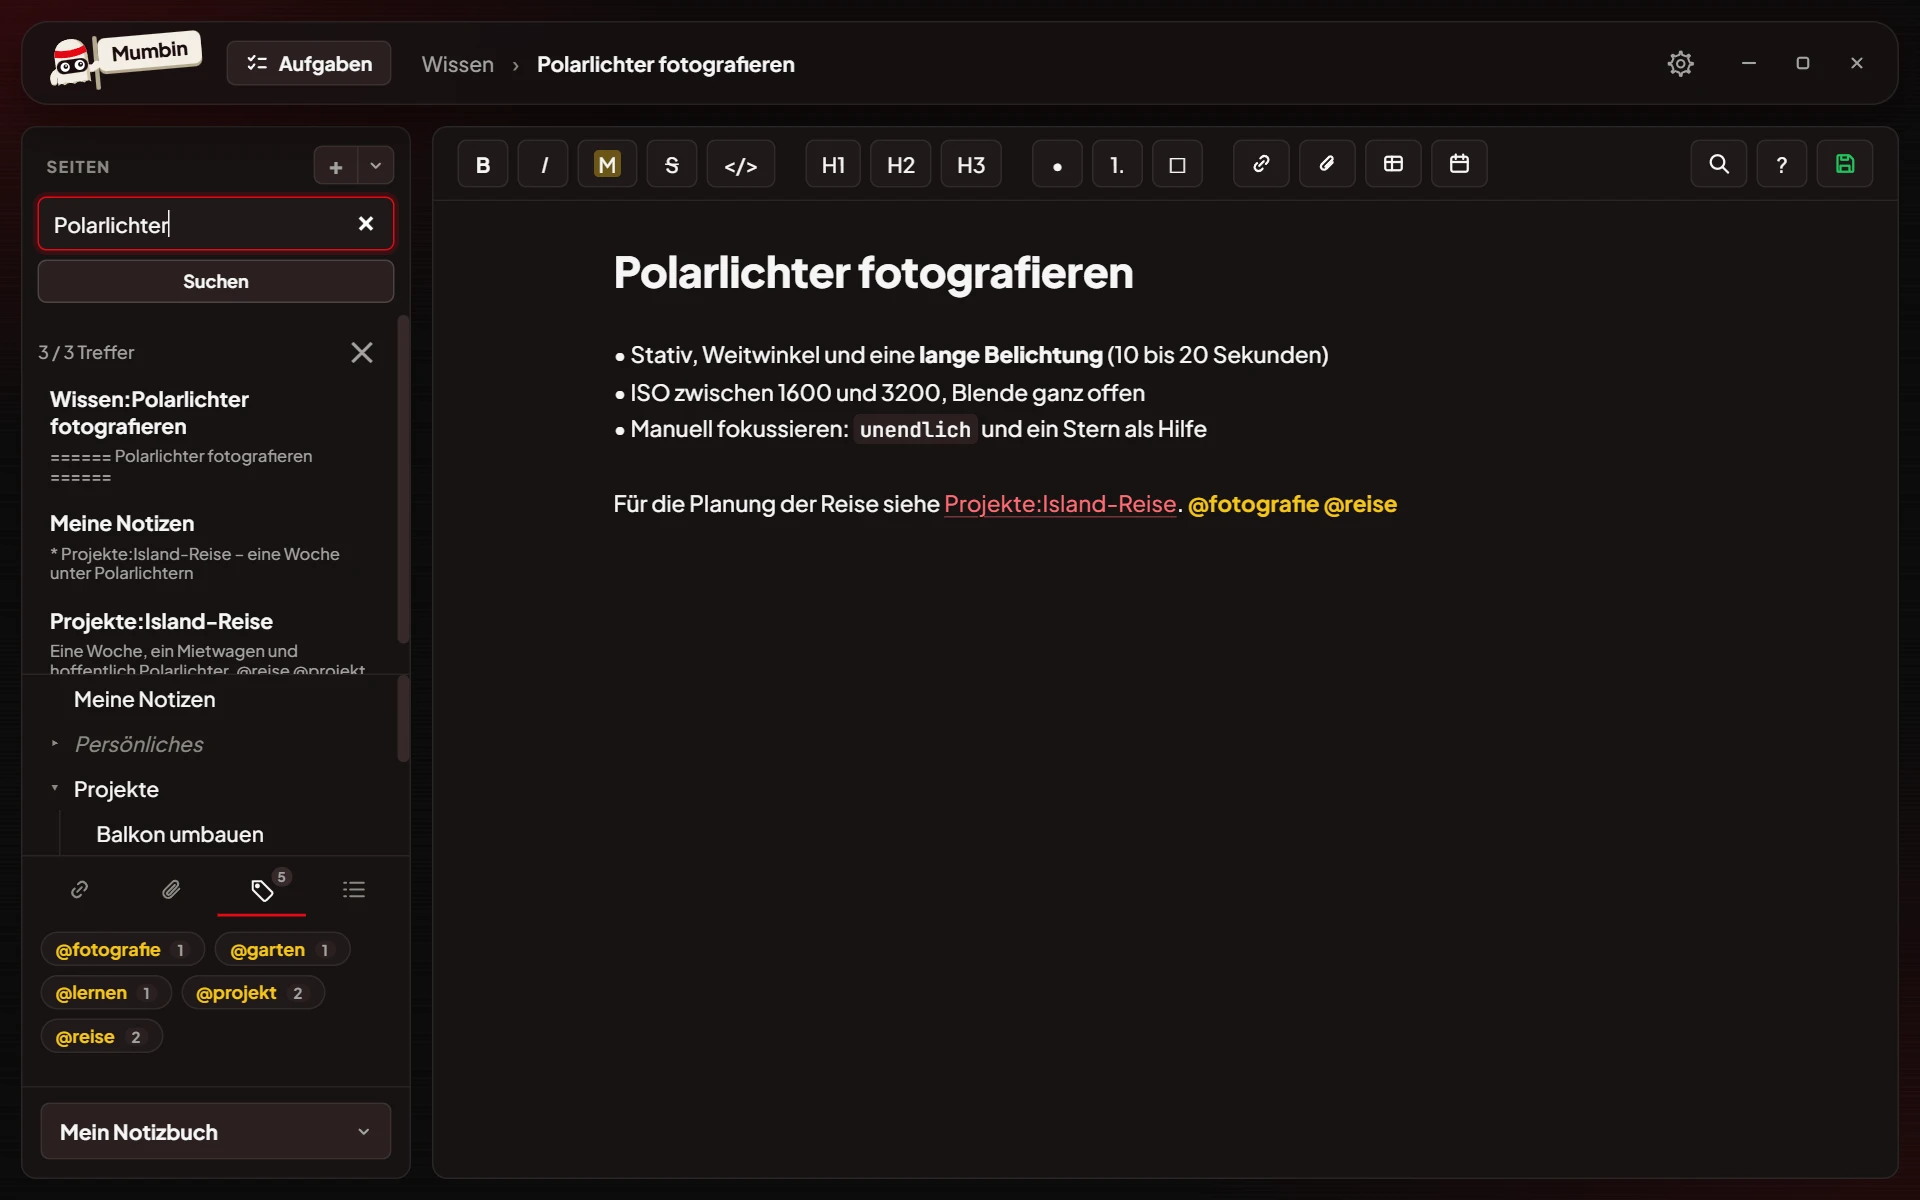 Mumbin
Aufgaben
Wissen › Polarlichter fotografieren
SEITEN
Polarlichter
Suchen
3 / 3 Treffer
Wissen:Polarlichter
fotografieren
====== Polarlichter fotografieren
======
Meine Notizen
* Projekte:Island-Reise – eine Woche
unter Polarlichtern
Projekte:Island-Reise
Eine Woche, ein Mietwagen und
hoffentlich Polarlichter. @reise @projekt
Meine Notizen
Persönliches
Projekte
Balkon umbauen
5
@fotografie 1
@garten 1
@lernen 1
@projekt 2
@reise 2
Mein Notizbuch
B I M S </> H1 H2 H3 • 1. ?
Polarlichter fotografieren
• Stativ, Weitwinkel und eine lange Belichtung (10 bis 20 Sekunden)
• ISO zwischen 1600 und 3200, Blende ganz offen
• Manuell fokussieren: unendlich und ein Stern als Hilfe
Für die Planung der Reise siehe Projekte:Island-Reise. @fotografie @reise